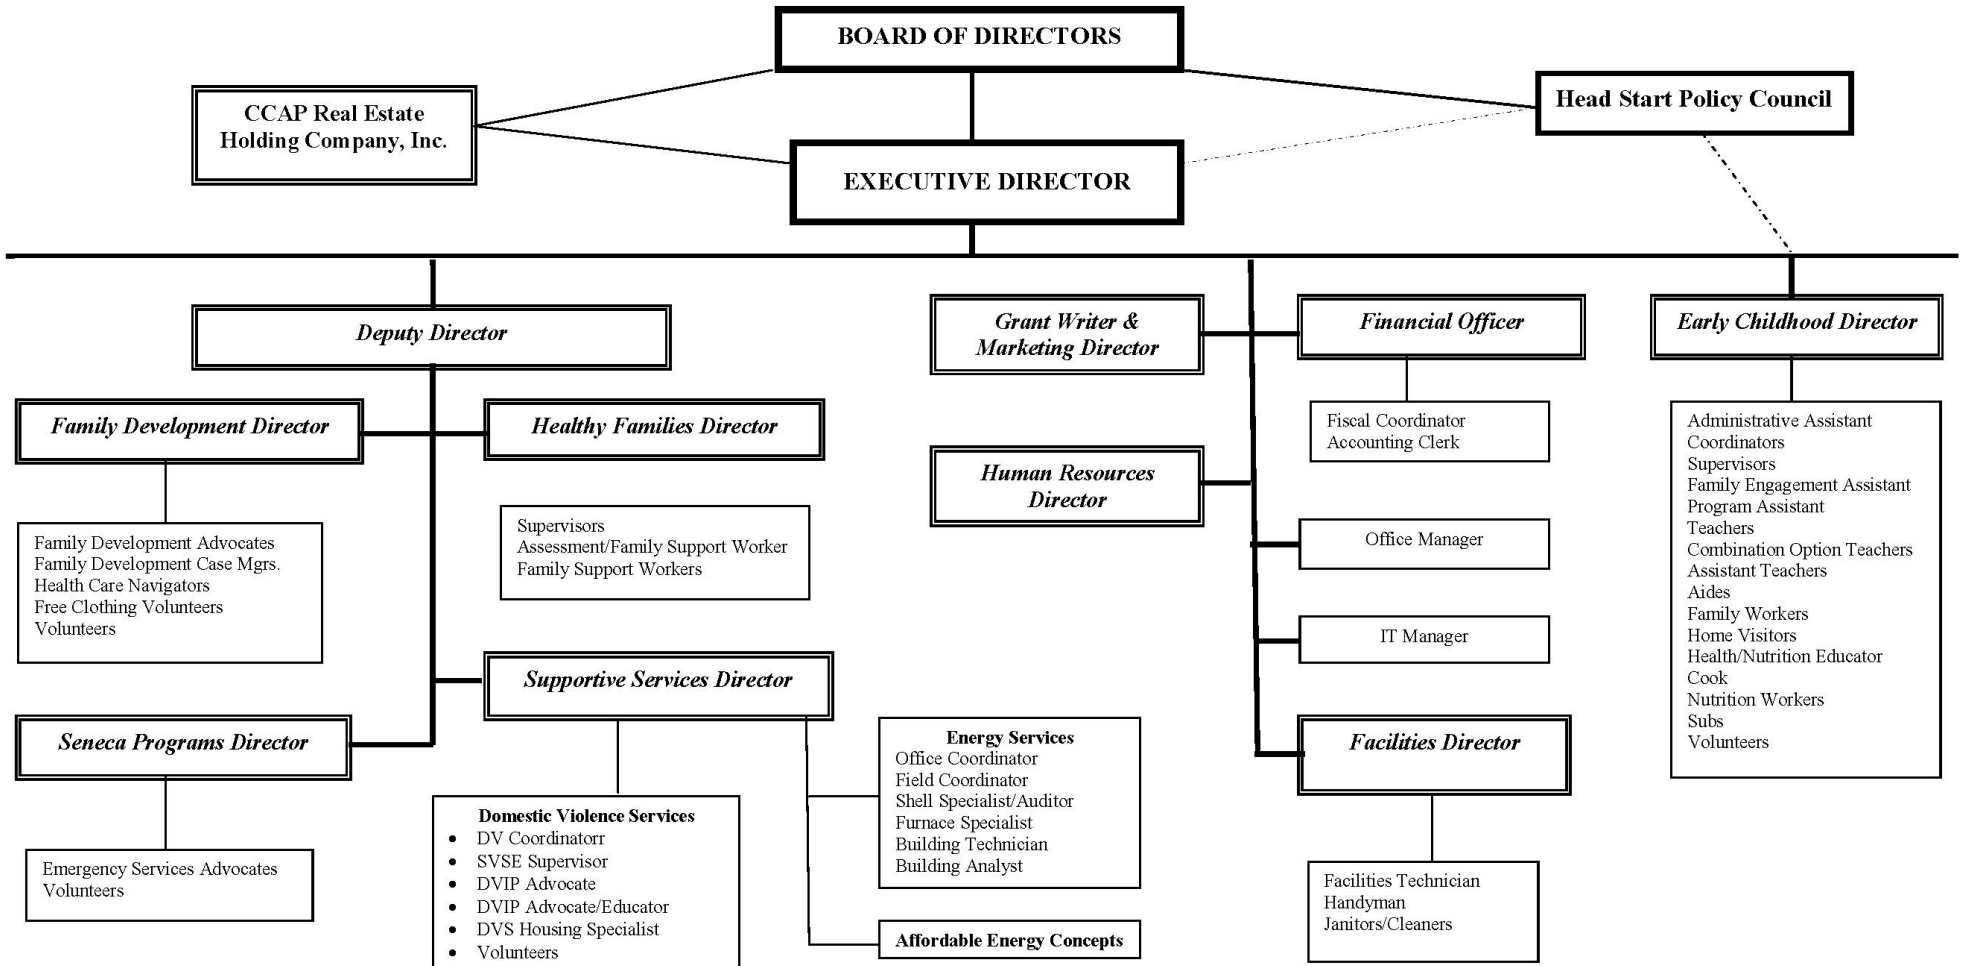 BOARD OF DIRECTORS
CCAP Real Estate
Holding Company, Inc.
Head Start Policy Council
EXECUTIVE DIRECTOR
Deputy Director
Family Development Director
Healthy Families Director
Family Development Advocates
Family Development Case Mgrs.
Health Care Navigators
Free Clothing Volunteers
Volunteers
Supervisors
Assessment/Family Support Worker
Family Support Workers
Supportive Services Director
Seneca Programs Director
Emergency Services Advocates
Volunteers
Domestic Violence Services
• DV Coordinatorr
• SVSE Supervisor
• DVIP Advocate
• DVIP Advocate/Educator
• DVS Housing Specialist
• Volunteers
Energy Services
Office Coordinator
Field Coordinator
Shell Specialist/Auditor
Furnace Specialist
Building Technician
Building Analyst
Affordable Energy Concepts
Grant Writer &
Marketing Director
Financial Officer
Fiscal Coordinator
Accounting Clerk
Human Resources
Director
Office Manager
IT Manager
Facilities Director
Facilities Technician
Handyman
Janitors/Cleaners
Early Childhood Director
Administrative Assistant
Coordinators
Supervisors
Family Engagement Assistant
Program Assistant
Teachers
Combination Option Teachers
Assistant Teachers
Aides
Family Workers
Home Visitors
Health/Nutrition Educator
Cook
Nutrition Workers
Subs
Volunteers